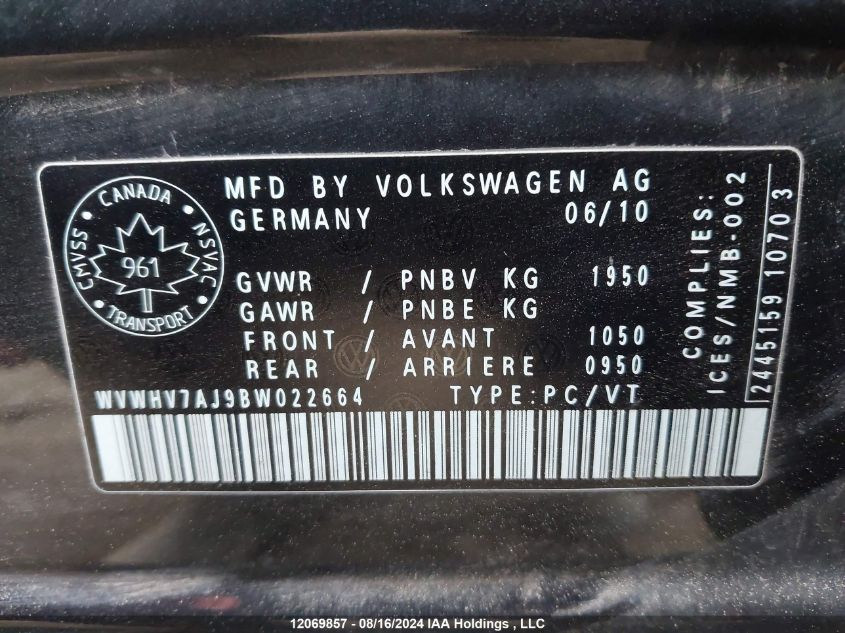 CANADA
CMVSS • NSVAC
961
TRANSPORT
MFD BY VOLKSWAGEN AG
GERMANY 06/10
GVWR / PNBV KG 1950
GAWR / PNBE KG
FRONT / AVANT 1050
REAR / ARRIERE 0950
WVWHV7AJ9BW022664 TYPE:PC/VT
COMPLIES:
ICES/NMB-002
2445159 1070 3
12069857 - 08/16/2024 IAA Holdings , LLC